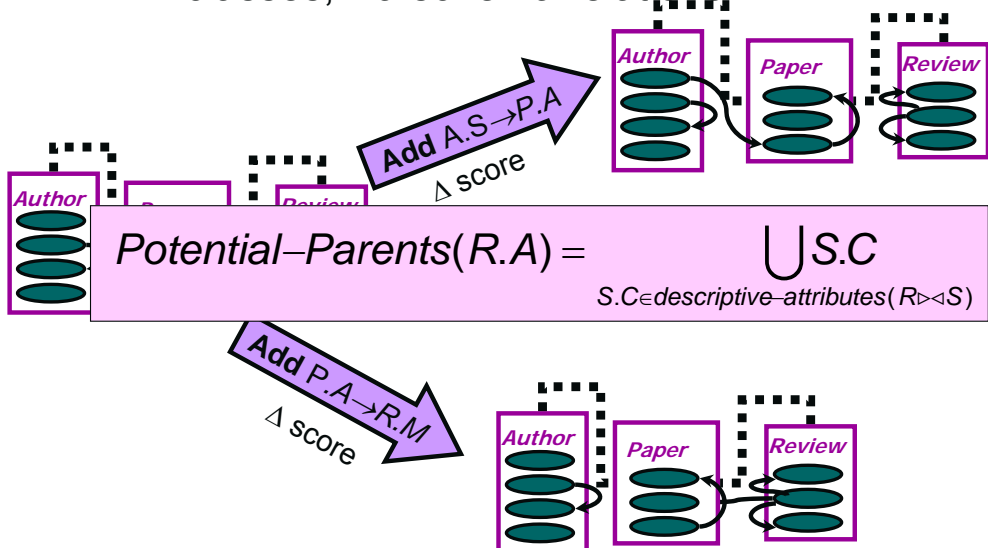 Author
Paper
Review
Add A.S→P.A
Δ score
Author
Potential–Parents(R.A) = ⋃ S.C
S.C∈descriptive–attributes(R▷◁S)
Add P.A→R.M
Δ score
Author
Paper
Review